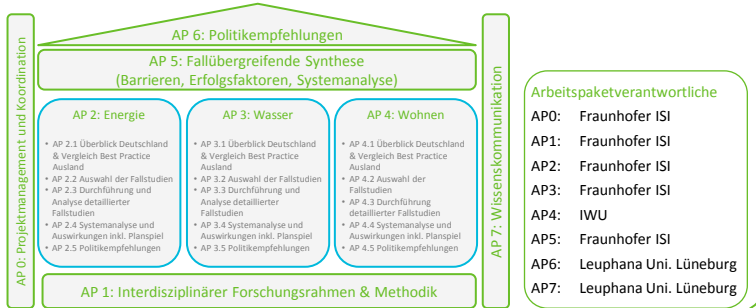 AP 0: Projektmanagement und Koordination
AP 6: Politikempfehlungen
AP 5: Fallübergreifende Synthese
(Barrieren, Erfolgsfaktoren, Systemanalyse)
AP 2: Energie
• AP 2.1 Überblick Deutschland
& Vergleich Best Practice
Ausland
• AP 2.2 Auswahl der Fallstudien
• AP 2.3 Durchführung und
Analyse detaillierter
Fallstudien
• AP 2.4 Systemanalyse und
Auswirkungen inkl. Planspiel
• AP 2.5 Politikempfehlungen
AP 3: Wasser
• AP 3.1 Überblick Deutschland
& Vergleich Best Practice
Ausland
• AP 3.2 Auswahl der Fallstudien
• AP 3.3 Durchführung und
Analyse detaillierter
Fallstudien
• AP 3.4 Systemanalyse und
Auswirkungen inkl. Planspiel
• AP 3.5 Politikempfehlungen
AP 4: Wohnen
• AP 4.1 Überblick Deutschland
& Vergleich Best Practice
Ausland
• AP 4.2 Auswahl der
Fallstudien
• AP 4.3 Durchführung
detaillierter Fallstudien
• AP 4.4 Systemanalyse und
Auswirkungen inkl. Planspiel
• AP 4.5 Politikempfehlungen
AP 1: Interdisziplinärer Forschungsrahmen & Methodik
AP 7: Wissenskommunikation
Arbeitspaketverantwortliche
AP0: Fraunhofer ISI
AP1: Fraunhofer ISI
AP2: Fraunhofer ISI
AP3: Fraunhofer ISI
AP4: IWU
AP5: Fraunhofer ISI
AP6: Leuphana Uni. Lüneburg
AP7: Leuphana Uni. Lüneburg